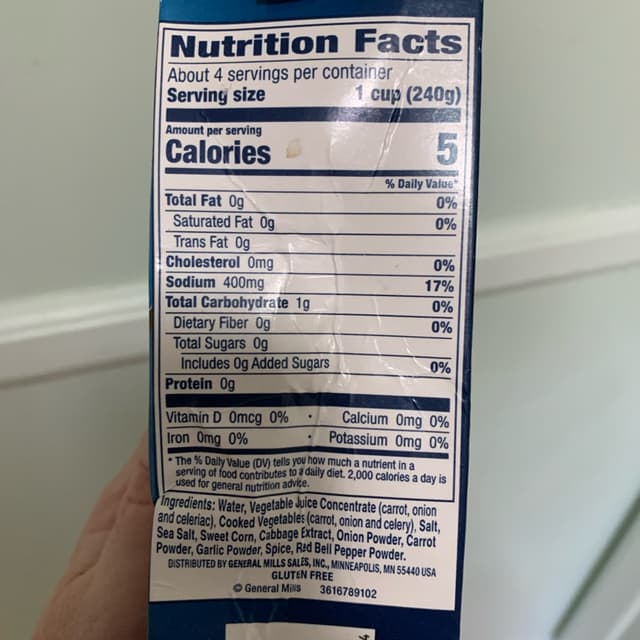 Nutrition Facts
About 4 servings per container
Serving size 1 cup (240g)
Amount per serving
Calories 5
% Daily Value*
Total Fat 0g 0%
Saturated Fat 0g 0%
Trans Fat 0g
Cholesterol 0mg 0%
Sodium 400mg 17%
Total Carbohydrate 1g 0%
Dietary Fiber 0g 0%
Total Sugars 0g
Includes 0g Added Sugars 0%
Protein 0g
Vitamin D 0mcg 0% • Calcium 0mg 0%
Iron 0mg 0% • Potassium 0mg 0%
* The % Daily Value (DV) tells you how much a nutrient in a
serving of food contributes to a daily diet. 2,000 calories a day is
used for general nutrition advice.
Ingredients: Water, Vegetable Juice Concentrate (carrot, onion
and celeriac), Cooked Vegetables (carrot, onion and celery), Salt,
Sea Salt, Sweet Corn, Cabbage Extract, Onion Powder, Carrot
Powder, Garlic Powder, Spice, Red Bell Pepper Powder.
DISTRIBUTED BY GENERAL MILLS SALES, INC., MINNEAPOLIS, MN 55440 USA
GLUTEN FREE
© General Mills 3616789102